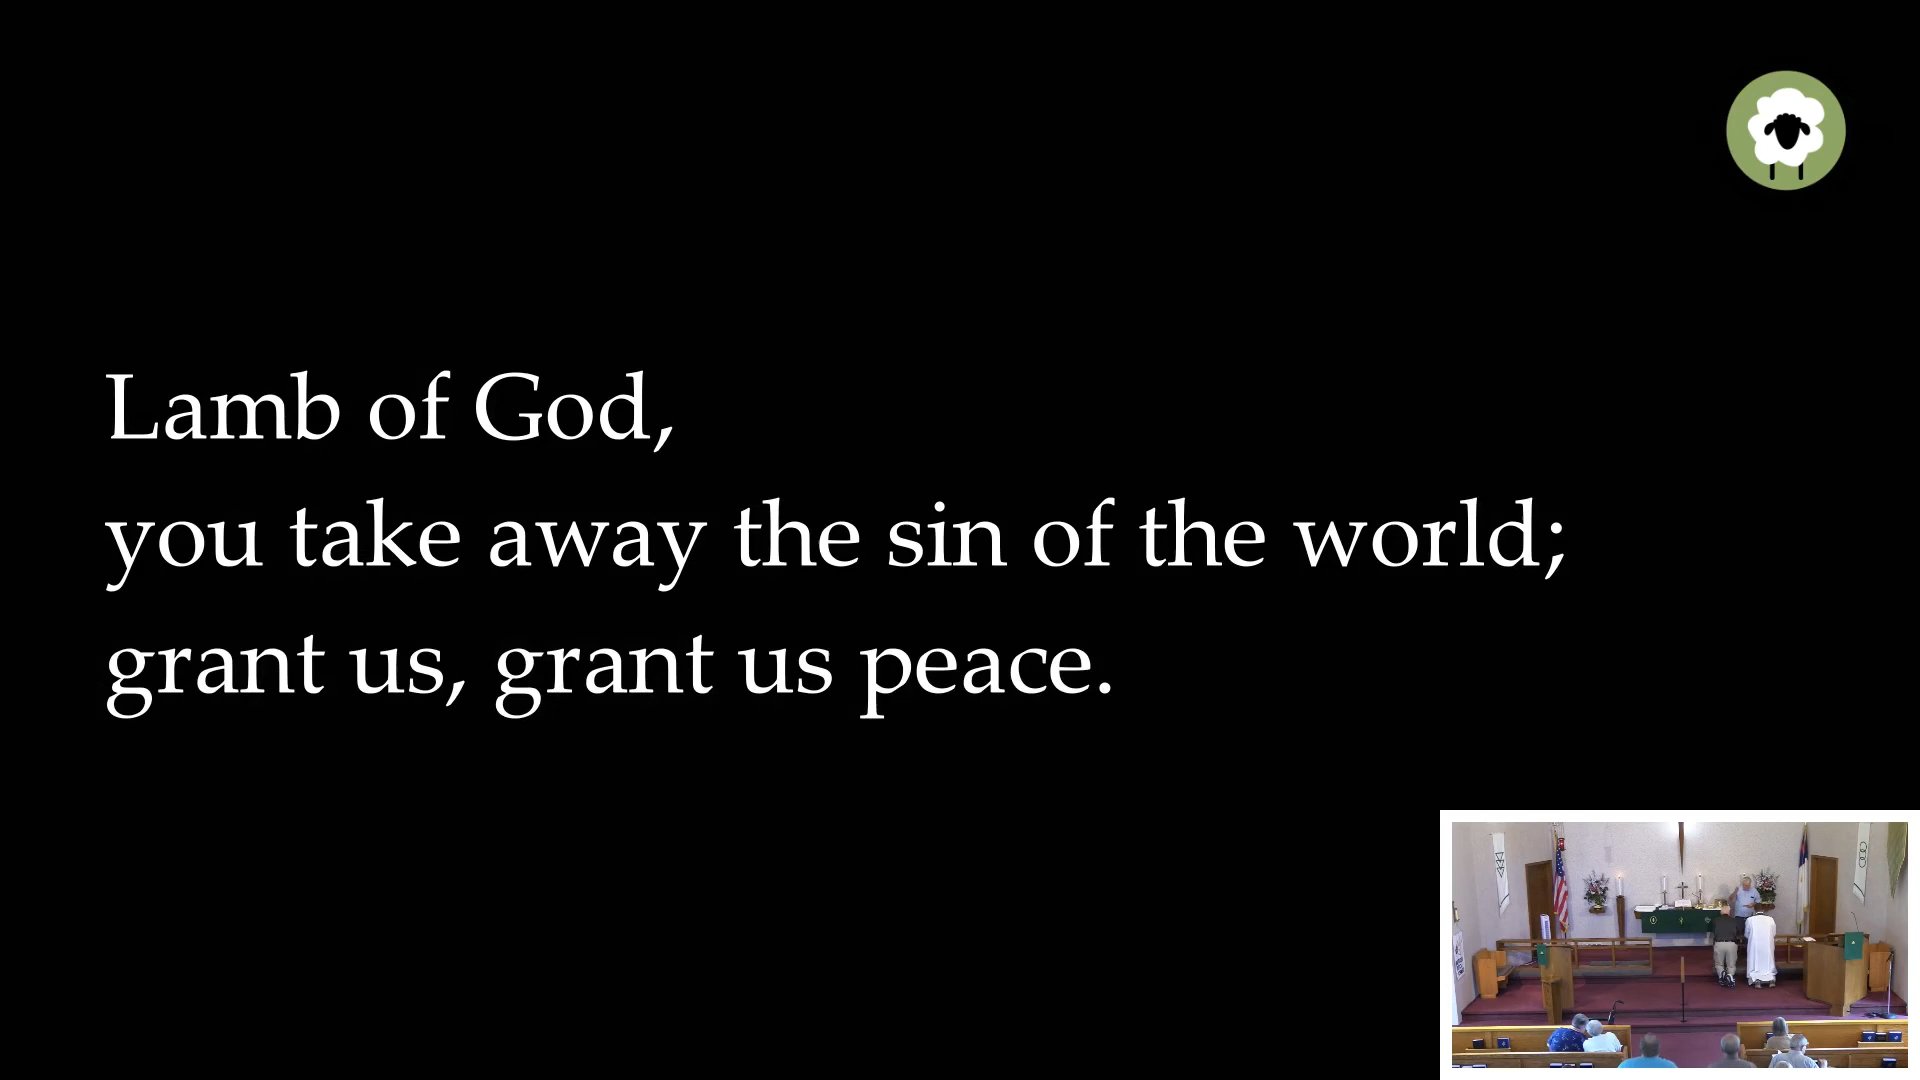 Lamb of God,
you take away the sin of the world;
grant us, grant us peace.